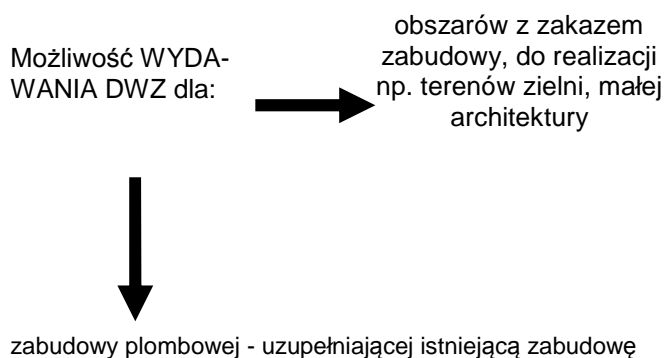 Możliwość WYDA-
WANIA DWZ dla:
obszarów z zakazem
zabudowy, do realizacji
np. terenów zielni, małej
architektury
zabudowy plombowej - uzupełniającej istniejącą zabudowę